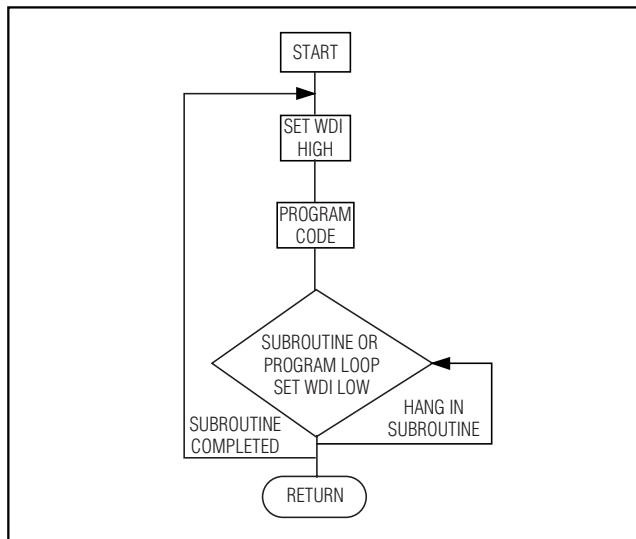 START
SET WDI
HIGH
PROGRAM
CODE
SUBROUTINE OR
PROGRAM LOOP
SET WDI LOW
SUBROUTINE
COMPLETED
HANG IN
SUBROUTINE
RETURN